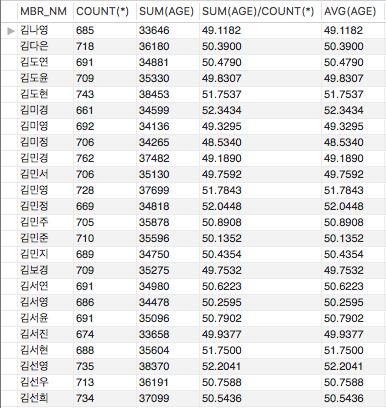 MBR_NM COUNT(*) SUM(AGE) SUM(AGE)/COUNT(*) AVG(AGE)
김나영 685 33646 49.1182 49.1182
김다은 718 36180 50.3900 50.3900
김도연 691 34881 50.4790 50.4790
김도윤 709 35330 49.8307 49.8307
김도현 743 38453 51.7537 51.7537
김미경 661 34599 52.3434 52.3434
김미영 692 34136 49.3295 49.3295
김미정 706 34265 48.5340 48.5340
김민경 762 37482 49.1890 49.1890
김민서 706 35130 49.7592 49.7592
김민영 728 37699 51.7843 51.7843
김민정 669 34818 52.0448 52.0448
김민주 705 35878 50.8908 50.8908
김민준 710 35596 50.1352 50.1352
김민지 689 34750 50.4354 50.4354
김보경 709 35275 49.7532 49.7532
김서연 691 34980 50.6223 50.6223
김서영 686 34478 50.2595 50.2595
김서윤 691 35096 50.7902 50.7902
김서진 674 33658 49.9377 49.9377
김서현 688 35604 51.7500 51.7500
김선영 735 38370 52.2041 52.2041
김선우 713 36191 50.7588 50.7588
김선희 734 37099 50.5436 50.5436